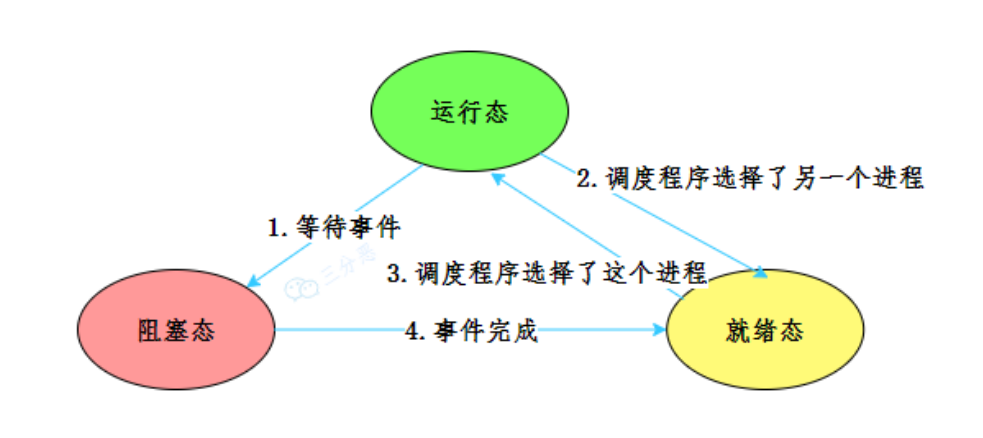 运行态
2.调度程序选择了另一个进程
1.等待事件
三分恶
3.调度程序选择了这个进程
阻塞态
4.事件完成
就绪态